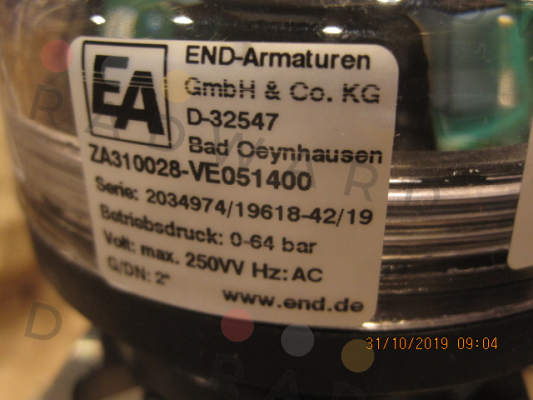 EA
END-Armaturen
GmbH & Co. KG
D-32547
Bad Oeynhausen
ZA310028-VE051400
Serie: 2034974/19618-42/19
Betriebsdruck: 0-64 bar
Volt: max. 250VV Hz: AC
G/DN: 2"
www.end.de
31/10/2019 09:04